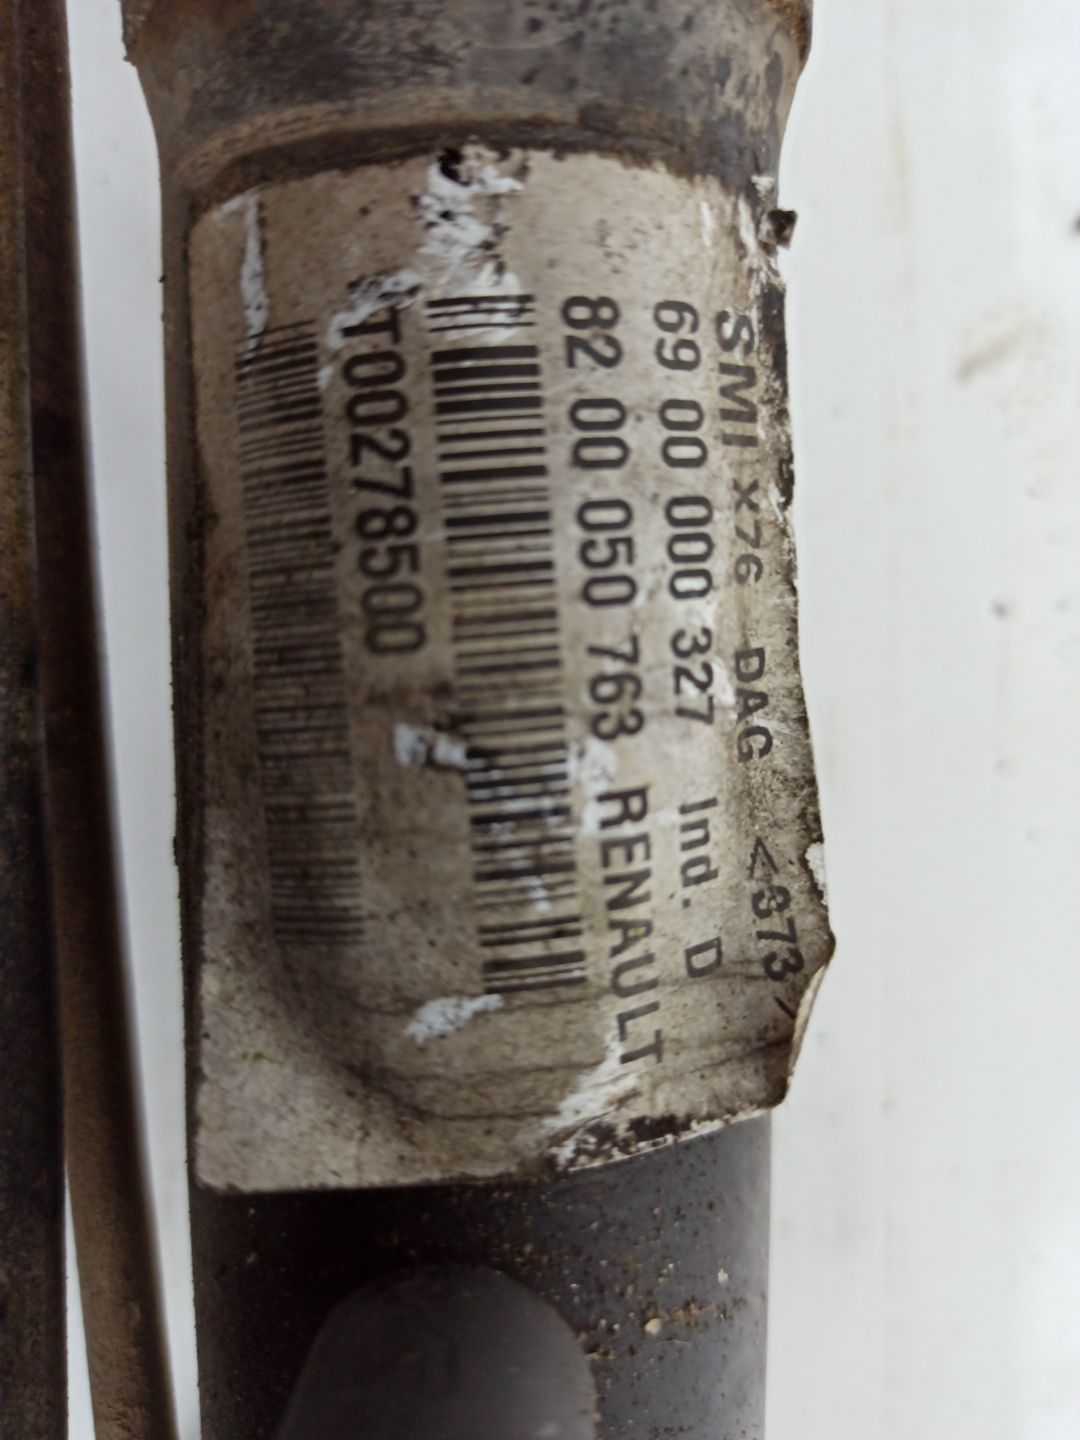 SMI X76 DAG <373>
69 00 000 327 Ind. D
82 00 050 763 RENAULT
T00278500